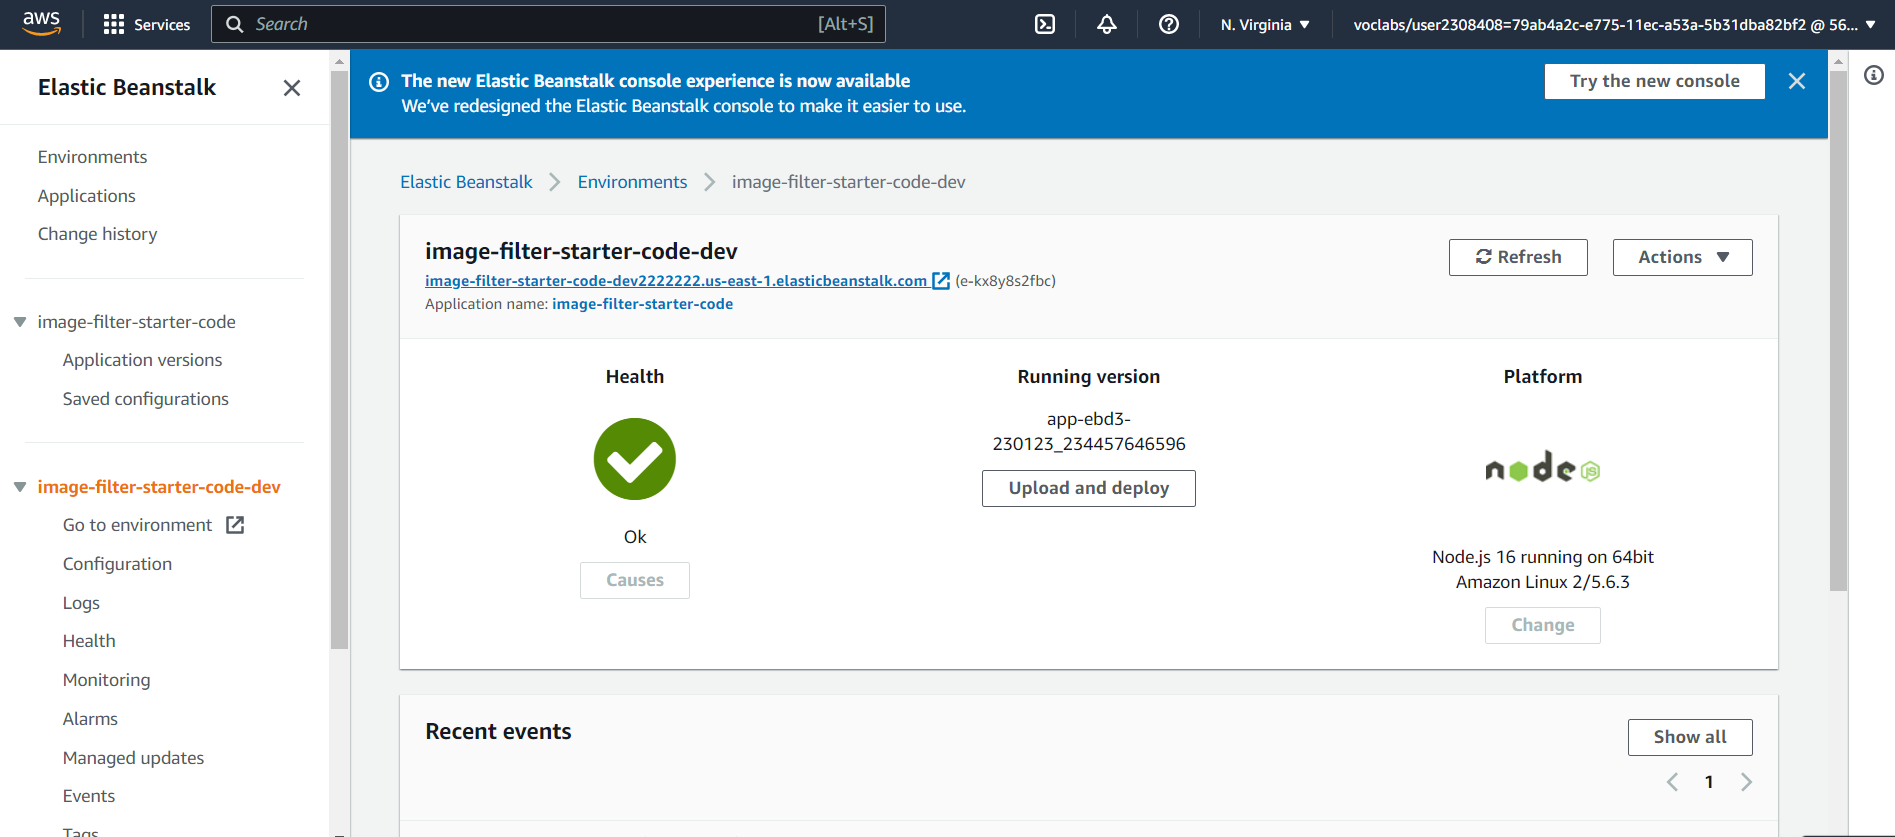 aws
Services
Search
[Alt+S]
N. Virginia
voclabs/user2308408=79ab4a2c-e775-11ec-a53a-5b31dba82bf2 @ 56...
Elastic Beanstalk
Environments
Applications
Change history
image-filter-starter-code
Application versions
Saved configurations
image-filter-starter-code-dev
Go to environment
Configuration
Logs
Health
Monitoring
Alarms
Managed updates
Events
Tags
The new Elastic Beanstalk console experience is now available
We've redesigned the Elastic Beanstalk console to make it easier to use.
Try the new console
Elastic Beanstalk
Environments
image-filter-starter-code-dev
image-filter-starter-code-dev
image-filter-starter-code-dev2222222.us-east-1.elasticbeanstalk.com (e-kx8y8s2fbc)
Application name: image-filter-starter-code
Refresh
Actions
Health
Ok
Causes
Running version
app-ebd3-
230123_234457646596
Upload and deploy
Platform
node JS
Node.js 16 running on 64bit
Amazon Linux 2/5.6.3
Change
Recent events
Show all
1